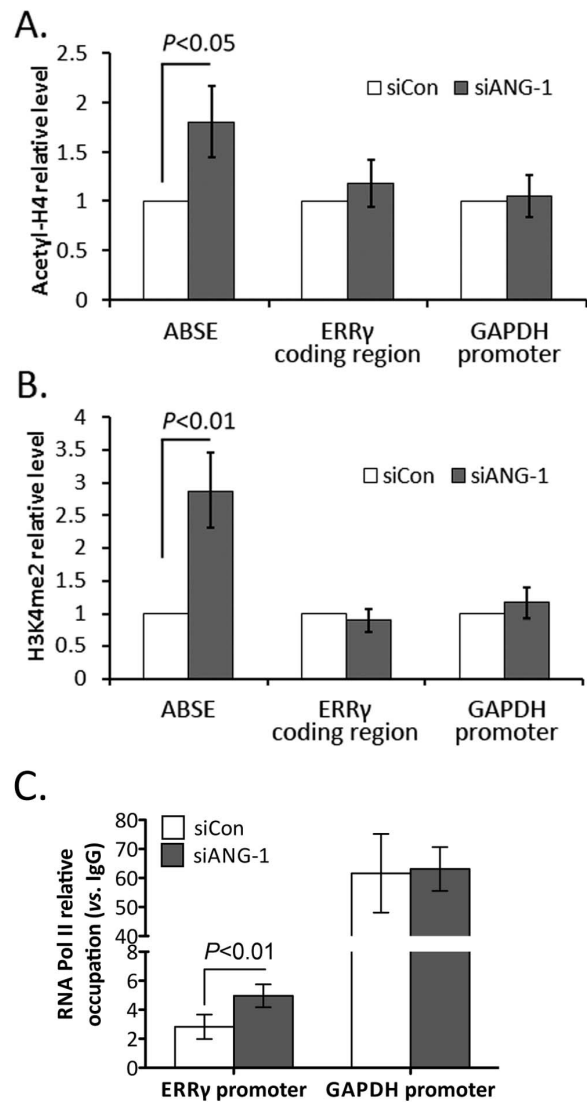 A.
Acetyl-H4 relative level
2.5
2
1.5
1
0.5
0
P<0.05
siCon
siANG-1
ABSE
ERRγ
coding region
GAPDH
promoter
B.
H3K4me2 relative level
4
3.5
3
2.5
2
1.5
1
0.5
0
P<0.01
siCon
siANG-1
ABSE
ERRγ
coding region
GAPDH
promoter
C.
RNA Pol II relative
occupation (vs. IgG)
80
70
60
50
40
8
6
4
2
0
siCon
siANG-1
P<0.01
ERRγ promoter
GAPDH promoter